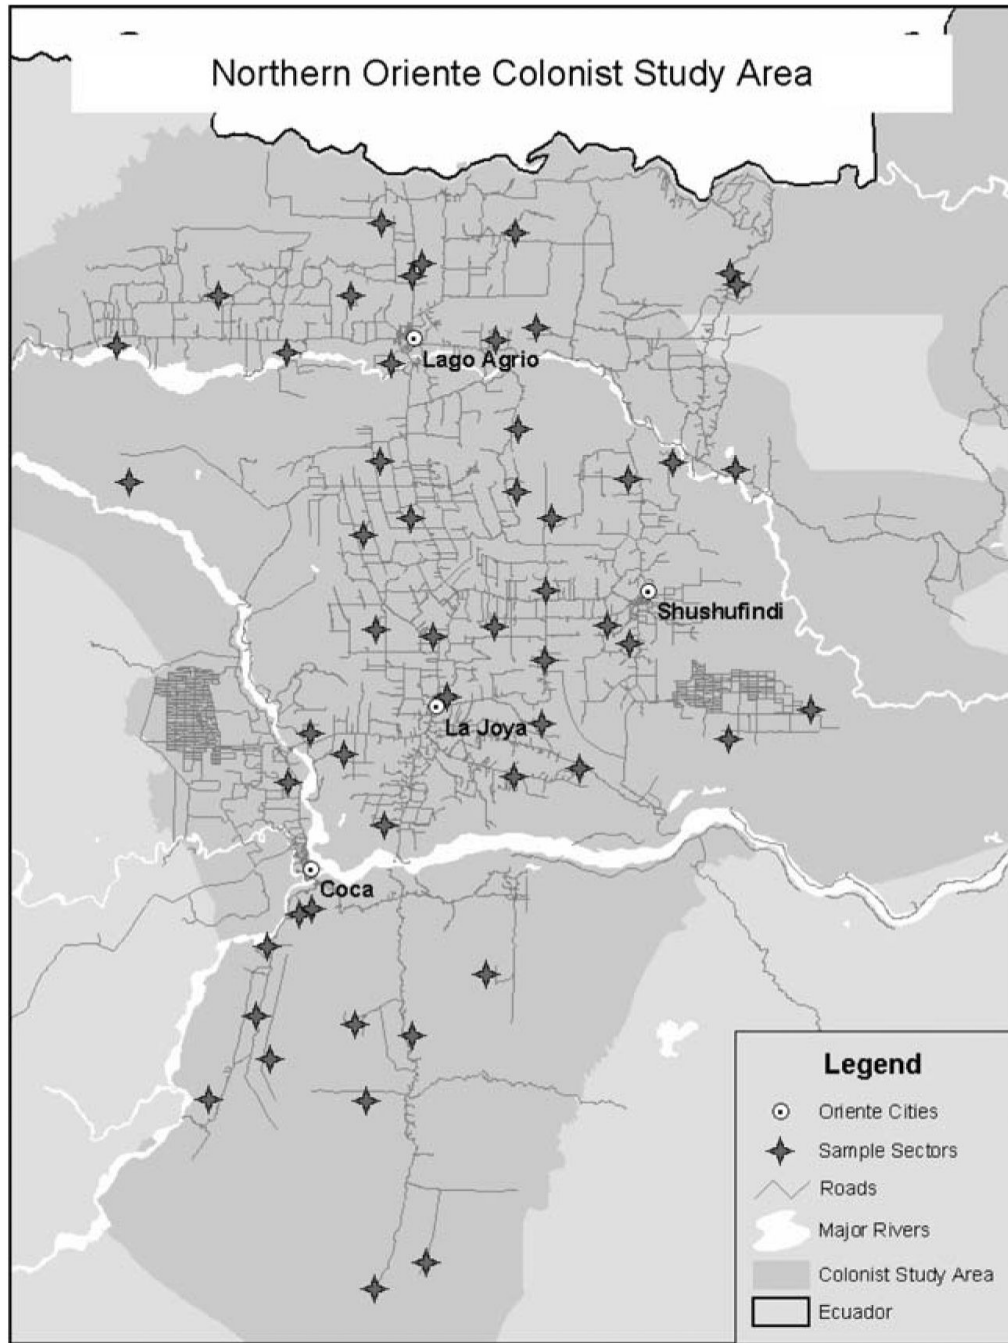 Northern Oriente Colonist Study Area
Lago Agrio
Shushufindi
La Joya
Coca
Legend
Oriente Cities
Sample Sectors
Roads
Major Rivers
Colonist Study Area
Ecuador